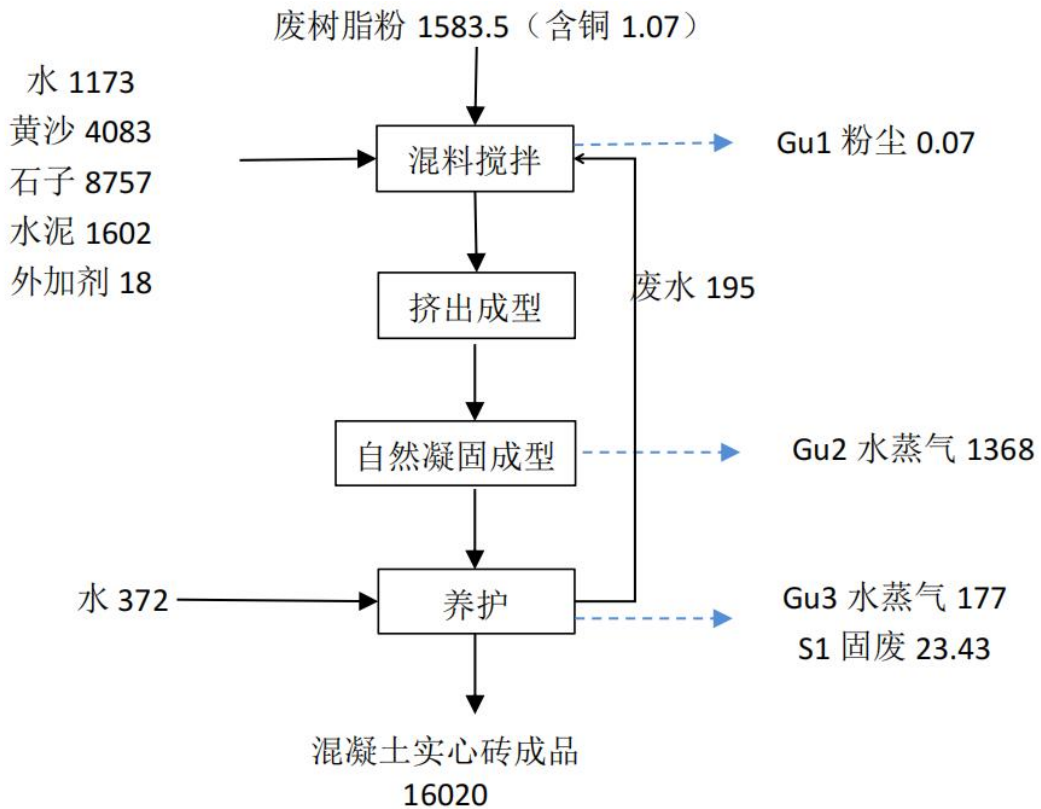 废树脂粉 1583.5（含铜 1.07）
水 1173
黄沙 4083
石子 8757
水泥 1602
外加剂 18
混料搅拌
Gu1 粉尘 0.07
挤出成型
废水 195
自然凝固成型
Gu2 水蒸气 1368
水 372
养护
Gu3 水蒸气 177
S1 固废 23.43
混凝土实心砖成品
16020